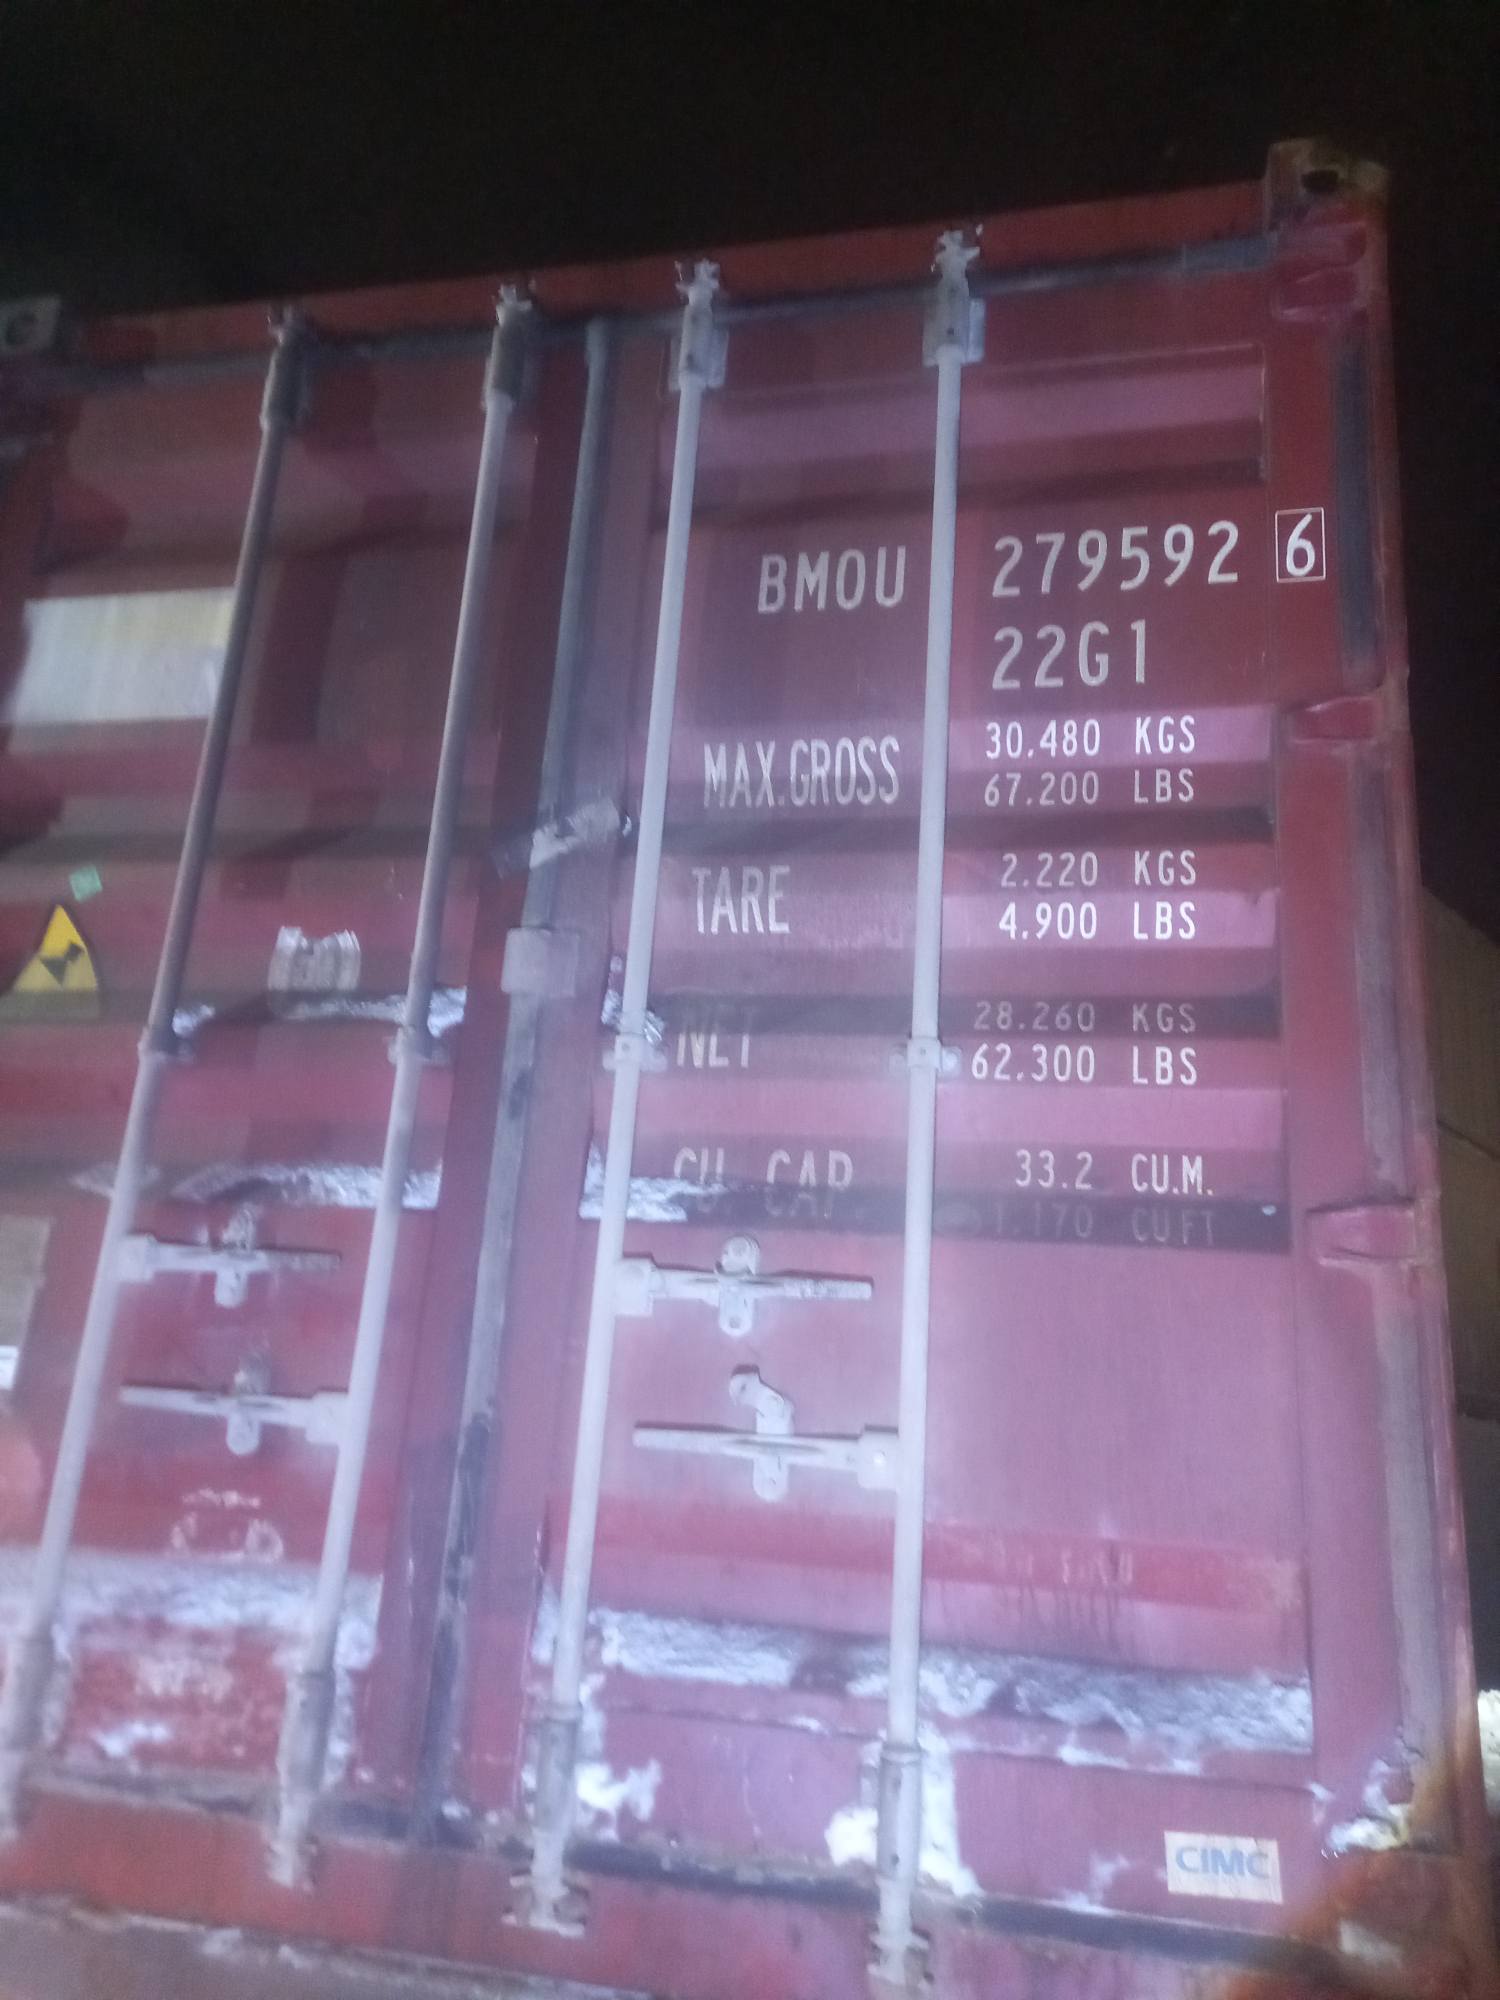 BMOU 279592 6
22G1
MAX.GROSS 30.480 KGS
67.200 LBS
TARE 2.220 KGS
4.900 LBS
NET 28.260 KGS
62.300 LBS
CU. CAP. 33.2 CU.M.
1.170 CU FT
CIMC